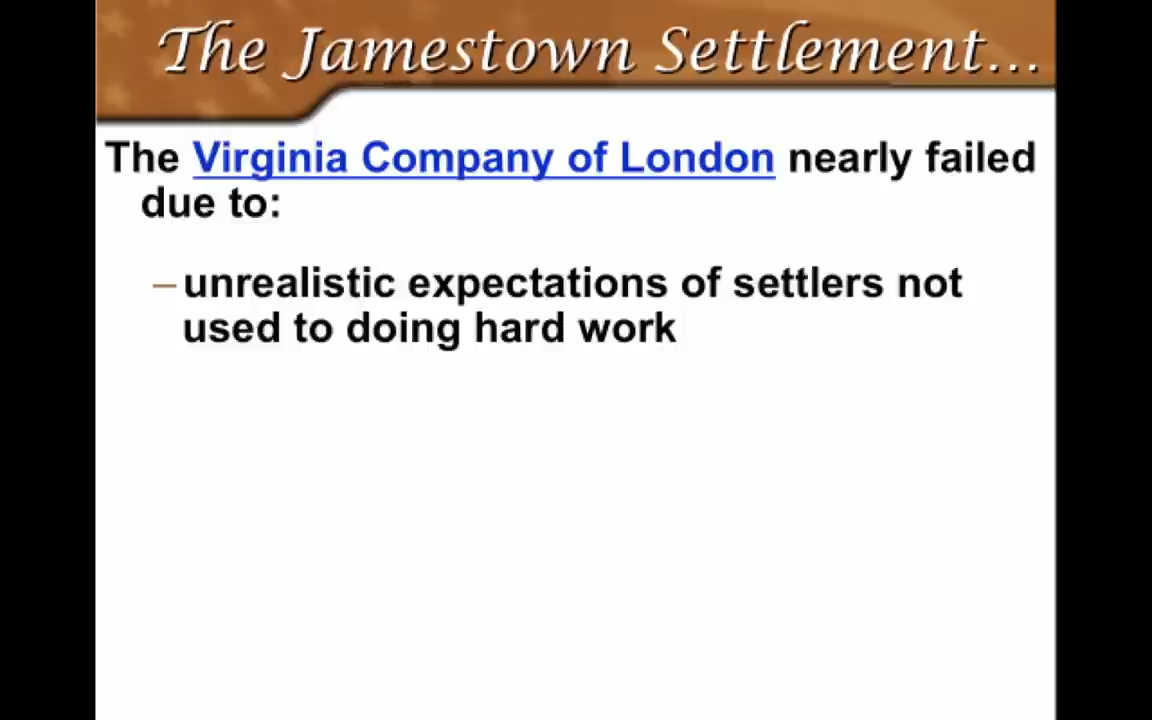 The Jamestown Settlement...
The Virginia Company of London nearly failed
due to:
– unrealistic expectations of settlers not
used to doing hard work